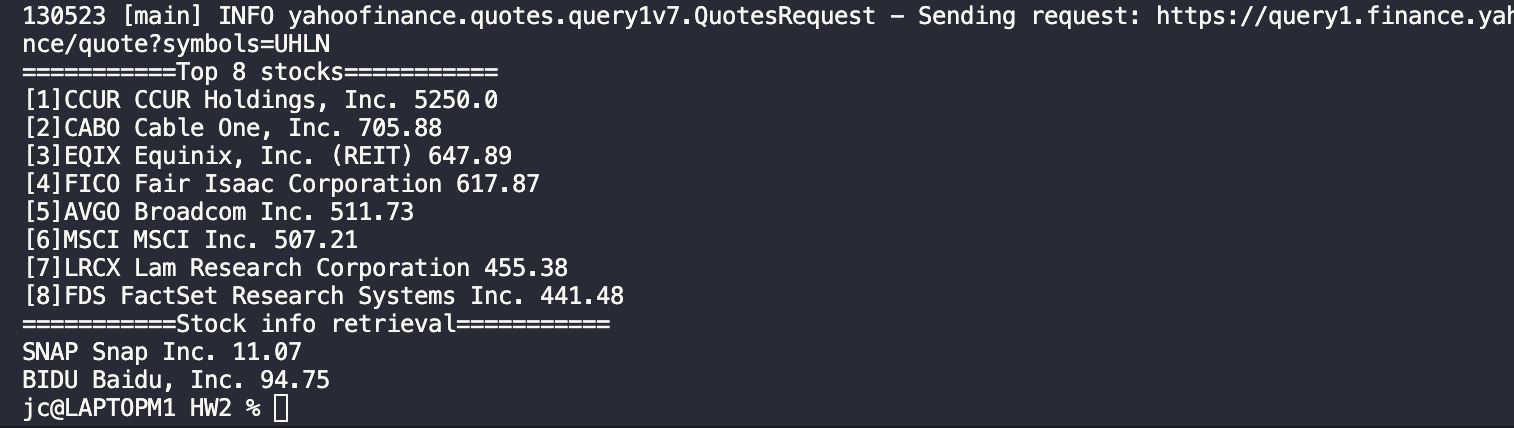 130523 [main] INFO yahoofinance.quotes.query1v7.QuotesRequest – Sending request: https://query1.finance.yah
nce/quote?symbols=UHLN
===========Top 8 stocks===========
[1]CCUR CCUR Holdings, Inc. 5250.0
[2]CABO Cable One, Inc. 705.88
[3]EQIX Equinix, Inc. (REIT) 647.89
[4]FICO Fair Isaac Corporation 617.87
[5]AVGO Broadcom Inc. 511.73
[6]MSCI MSCI Inc. 507.21
[7]LRCX Lam Research Corporation 455.38
[8]FDS FactSet Research Systems Inc. 441.48
===========Stock info retrieval===========
SNAP Snap Inc. 11.07
BIDU Baidu, Inc. 94.75
jc@LAPTOPM1 HW2 %